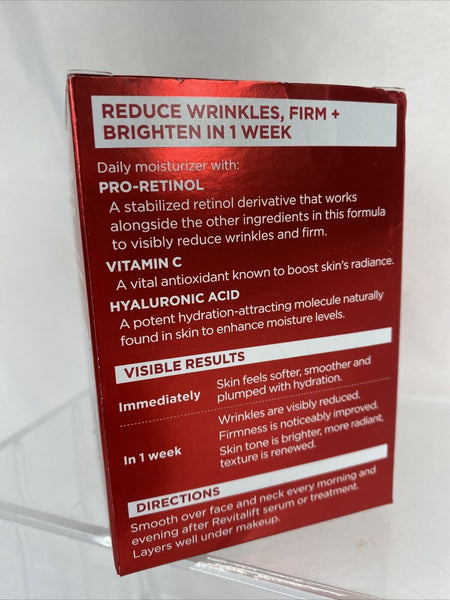 REDUCE WRINKLES, FIRM +
BRIGHTEN IN 1 WEEK
Daily moisturizer with:
PRO-RETINOL
A stabilized retinol derivative that works
alongside the other ingredients in this formula
to visibly reduce wrinkles and firm.
VITAMIN C
A vital antioxidant known to boost skin's radiance.
HYALURONIC ACID
A potent hydration-attracting molecule naturally
found in skin to enhance moisture levels.
VISIBLE RESULTS
Immediately
Skin feels softer, smoother and
plumped with hydration.
In 1 week
Wrinkles are visibly reduced.
Firmness is noticeably improved.
Skin tone is brighter, more radiant,
texture is renewed.
DIRECTIONS
Smooth over face and neck every morning and
evening after Revitalift serum or treatment.
Layers well under makeup.